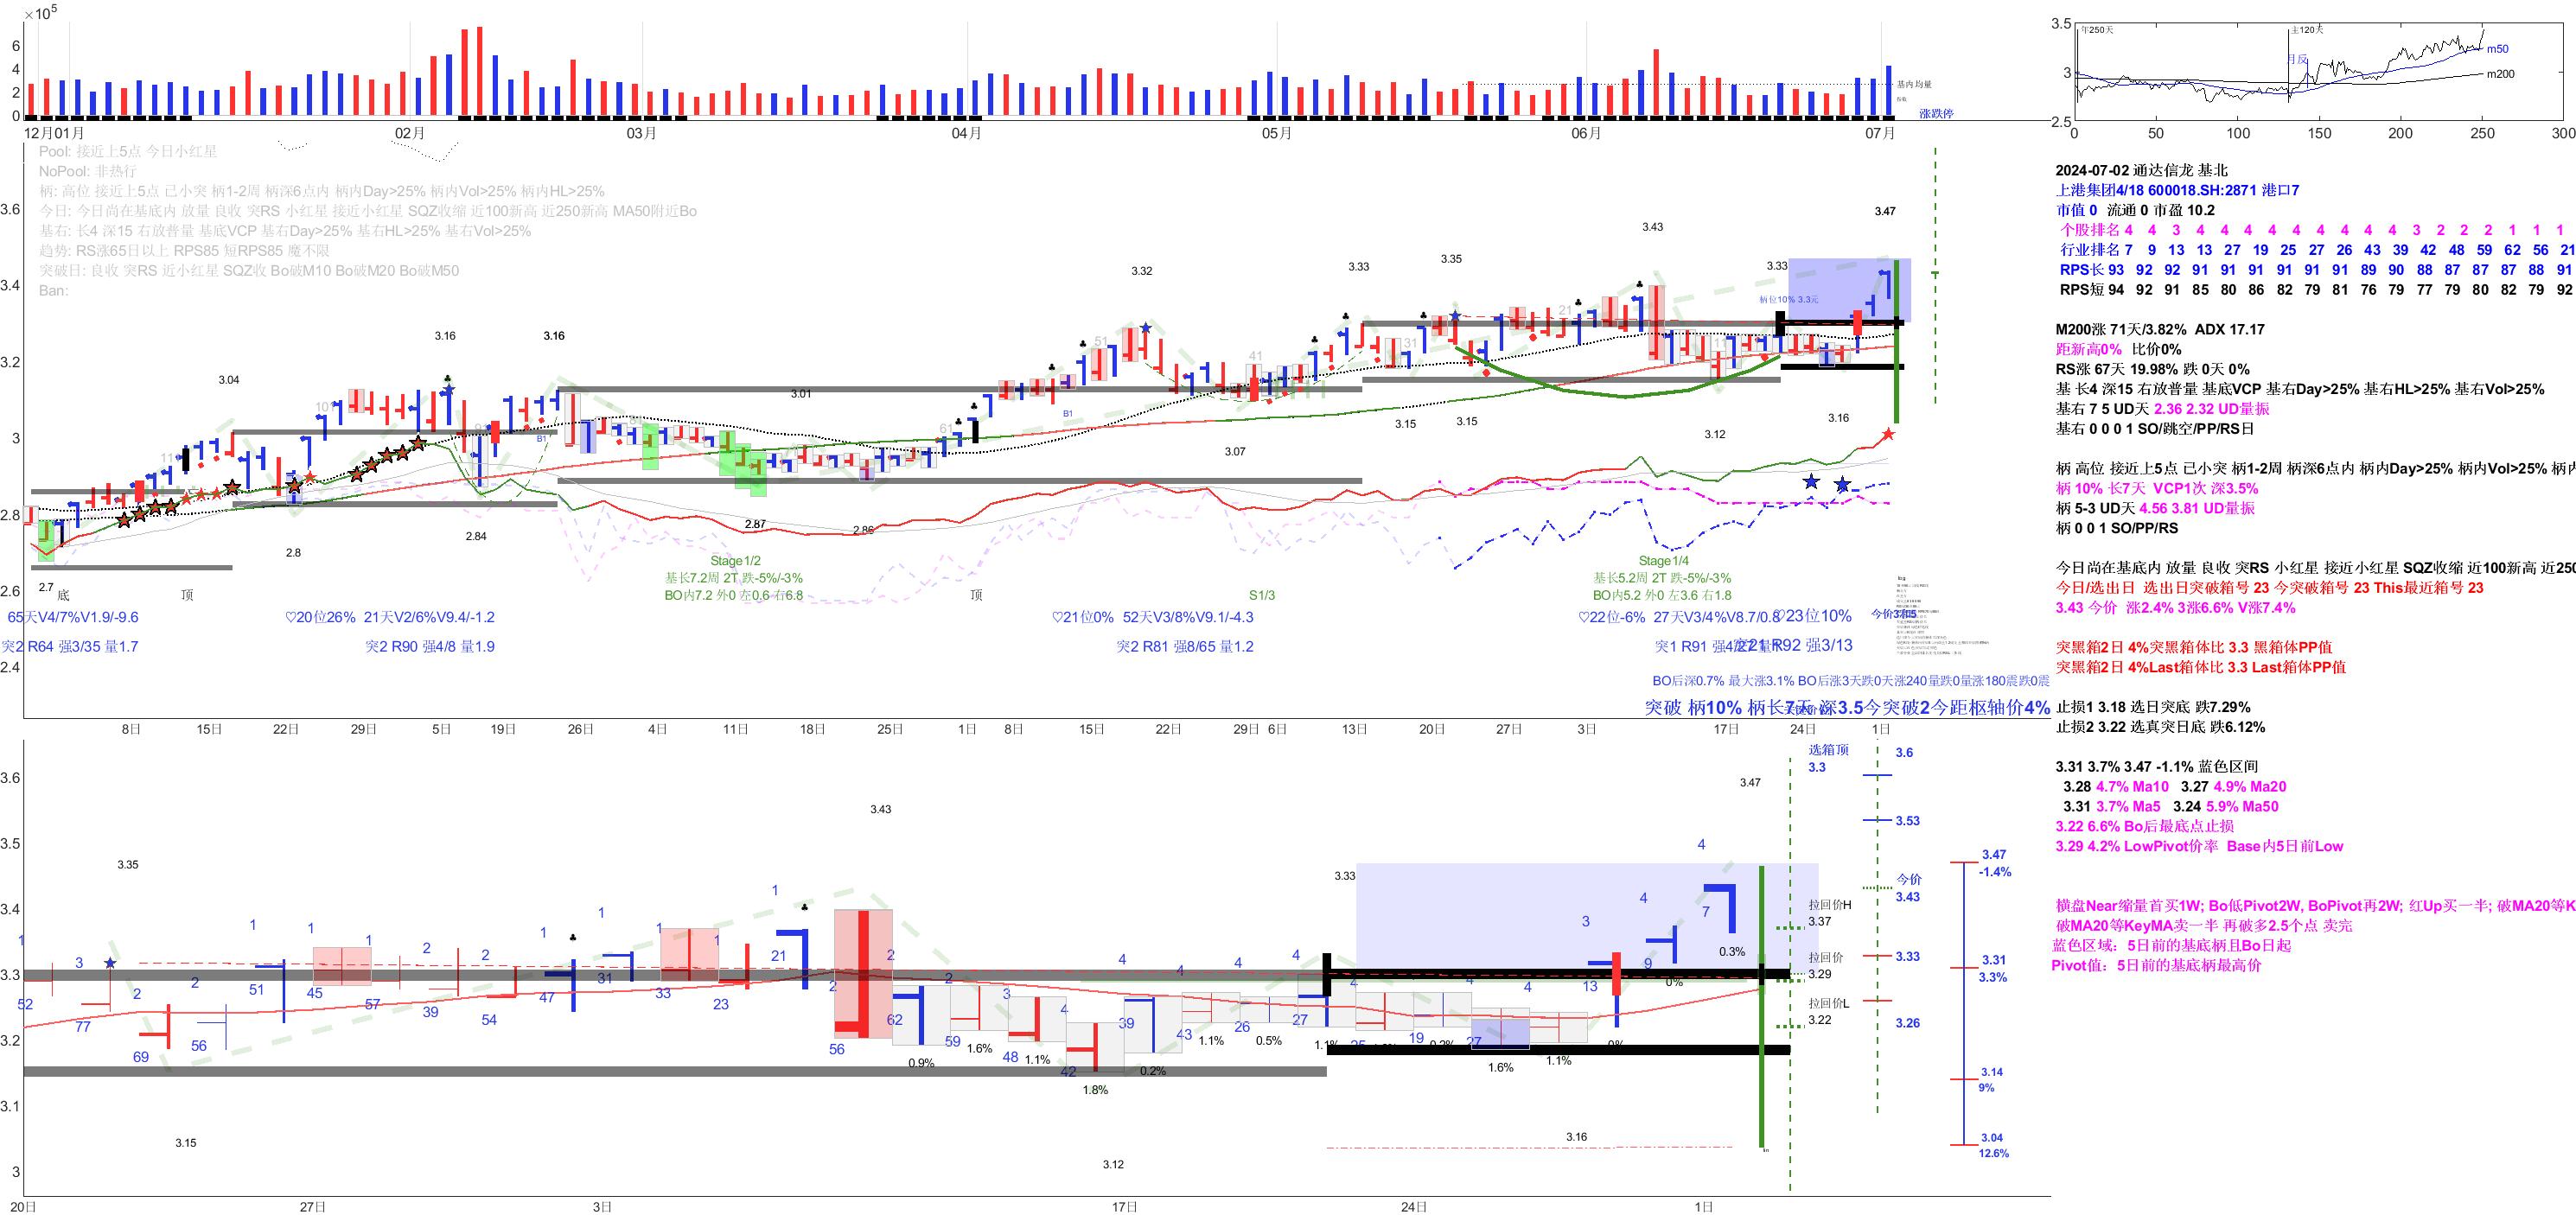 ×10⁵
6
4
2
0
基内均量
涨跌停
12月01月 02月 03月 04月 05月 06月 07月
3.5
3
2.5
年250天
主120天
月反
m50
m200
0 50 100 150 200 250 300
Pool: 接近上5点 今日小红星
NoPool: 非热行
柄: 高位 接近上5点 已小突 柄1-2周 柄深6点内 柄内Day>25% 柄内Vol>25% 柄内HL>25%
今日: 今日尚在基底内 放量 良收 突RS 小红星 接近小红星 SQZ收缩 近100新高 近250新高 MA50附近Bo
基右: 长4 深15 右放普量 基底VCP 基右Day>25% 基右HL>25% 基右Vol>25%
趋势: RS涨65日以上 RPS85 短RPS85 魔不限
突破日: 良收 突RS 近小红星 SQZ收 Bo破M10 Bo破M20 Bo破M50
Ban:
3.6
3.4
3.2
3
2.8
2.6
2.4
3.04
3.16
3.16
3.01
3.32
3.33
3.35
3.43
3.33
3.47
柄位10% 3.3元
2.7
2.8
2.84
2.87
2.86
3.07
3.15
3.15
3.12
3.16
B1
B1
底
顶
顶
Stage1/2
基长7.2周 2T 跌-5%/-3%
BO内7.2 外0 左0.6 右6.8
S1/3
Stage1/4
基长5.2周 2T 跌-5%/-3%
BO内5.2 外0 左3.6 右1.8
65天V4/7%V1.9/-9.6
♡20位26% 21天V2/6%V9.4/-1.2
♡21位0% 52天V3/8%V9.1/-4.3
♡22位-6% 27天V3/4%V8.7/0.8
♡23位10%
突2 R64 强3/35 量1.7
突2 R90 强4/8 量1.9
突2 R81 强8/65 量1.2
突1 R91
R92 强3/13
BO后深0.7% 最大涨3.1% BO后涨3天跌0天涨240量跌0量涨180震跌0震
突破 柄10% 柄长7天 深3.5今突破2今距枢轴价4%
8日 15日 22日 29日 5日 19日 26日 4日 11日 18日 25日 1日 8日 15日 22日 29日 6日 13日 20日 27日 3日 17日 24日 1日
2024-07-02 通达信龙 基北
上港集团4/18 600018.SH:2871 港口7
市值 0 流通 0 市盈 10.2
个股排名 4 4 3 4 4 4 4 4 4 4 4 4 3 2 2 2 1 1 1
行业排名 7 9 13 13 27 19 25 27 26 43 39 42 48 59 62 56 21
RPS长 93 92 92 91 91 91 91 91 91 89 90 88 87 87 87 88 91
RPS短 94 92 91 85 80 86 82 79 81 76 79 77 79 80 82 79 92
M200涨 71天/3.82% ADX 17.17
距新高0% 比价0%
RS涨 67天 19.98% 跌 0天 0%
基 长4 深15 右放普量 基底VCP 基右Day>25% 基右HL>25% 基右Vol>25%
基右 7 5 UD天 2.36 2.32 UD量振
基右 0 0 0 1 SO/跳空/PP/RS日
柄 高位 接近上5点 已小突 柄1-2周 柄深6点内 柄内Day>25% 柄内Vol>25% 柄内
柄 10% 长7天 VCP1次 深3.5%
柄 5-3 UD天 4.56 3.81 UD量振
柄 0 0 1 SO/PP/RS
今日尚在基底内 放量 良收 突RS 小红星 接近小红星 SQZ收缩 近100新高 近250
今日/选出日 选出日突破箱号 23 今突破箱号 23 This最近箱号 23
3.43 今价 涨2.4% 3涨6.6% V涨7.4%
突黑箱2日 4%突黑箱体比 3.3 黑箱体PP值
突黑箱2日 4%Last箱体比 3.3 Last箱体PP值
止损1 3.18 选日突底 跌7.29%
止损2 3.22 选真突日底 跌6.12%
3.31 3.7% 3.47 -1.1% 蓝色区间
3.28 4.7% Ma10 3.27 4.9% Ma20
3.31 3.7% Ma5 3.24 5.9% Ma50
3.22 6.6% Bo后最底点止损
3.29 4.2% LowPivot价率 Base内5日前Low
横盘Near缩量首买1W; Bo低Pivot2W, BoPivot再2W; 红Up买一半; 破MA20等K
破MA20等KeyMA卖一半 再破多2.5个点 卖完
蓝色区域: 5日前的基底柄且Bo日起
Pivot值: 5日前的基底柄最高价
3.6
3.5
3.4
3.3
3.2
3.1
3
3.35
3.15
3.43
3.12
3.33
3.16
3.47
0.9% 1.6% 1.1% 1.8% 0.2% 1.1% 0.5% 1.6% 1.1% 0% 0% 0.3%
52 77 69 56 51 45 57 39 54 47 31 33 23 21 56 62 59 48 42 39 43 26 27 19 27 13 9 7
选箱顶
3.3
拉回价H
3.37
拉回价
3.29
拉回价L
3.22
3.6
3.53
今价
3.43
3.33
3.26
3.47
-1.4%
3.31
3.3%
3.14
9%
3.04
12.6%
20日 27日 3日 17日 24日 1日